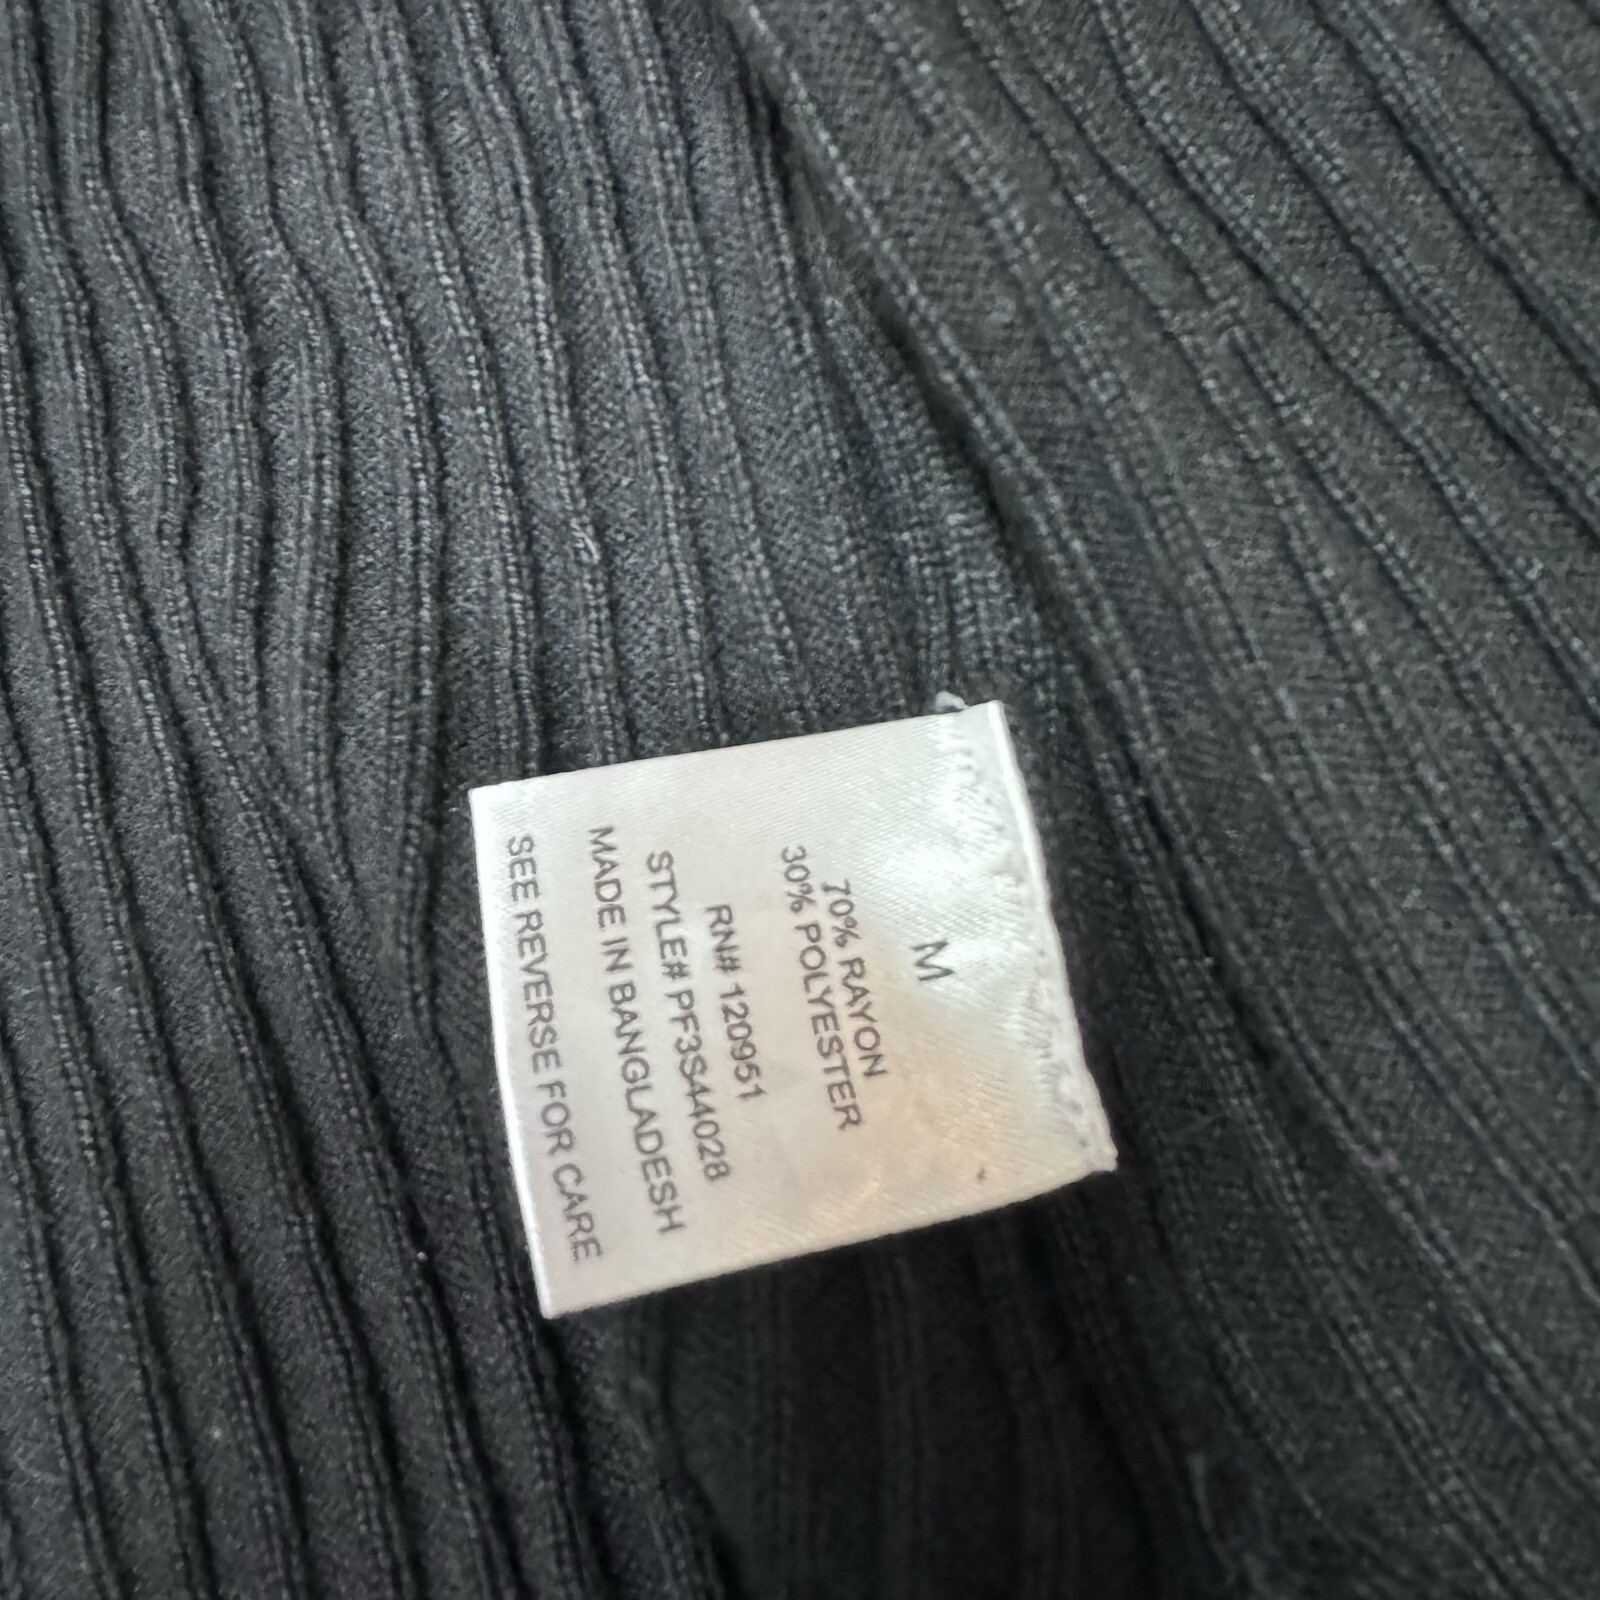 M
70% RAYON
30% POLYESTER
RN# 120951
STYLE# PF3S44028
MADE IN BANGLADESH
SEE REVERSE FOR CARE